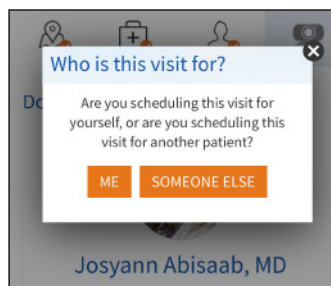 Who is this visit for?
Do
Are you scheduling this visit for
yourself, or are you scheduling this
visit for another patient?
ME
SOMEONE ELSE
Josyann Abisaab, MD